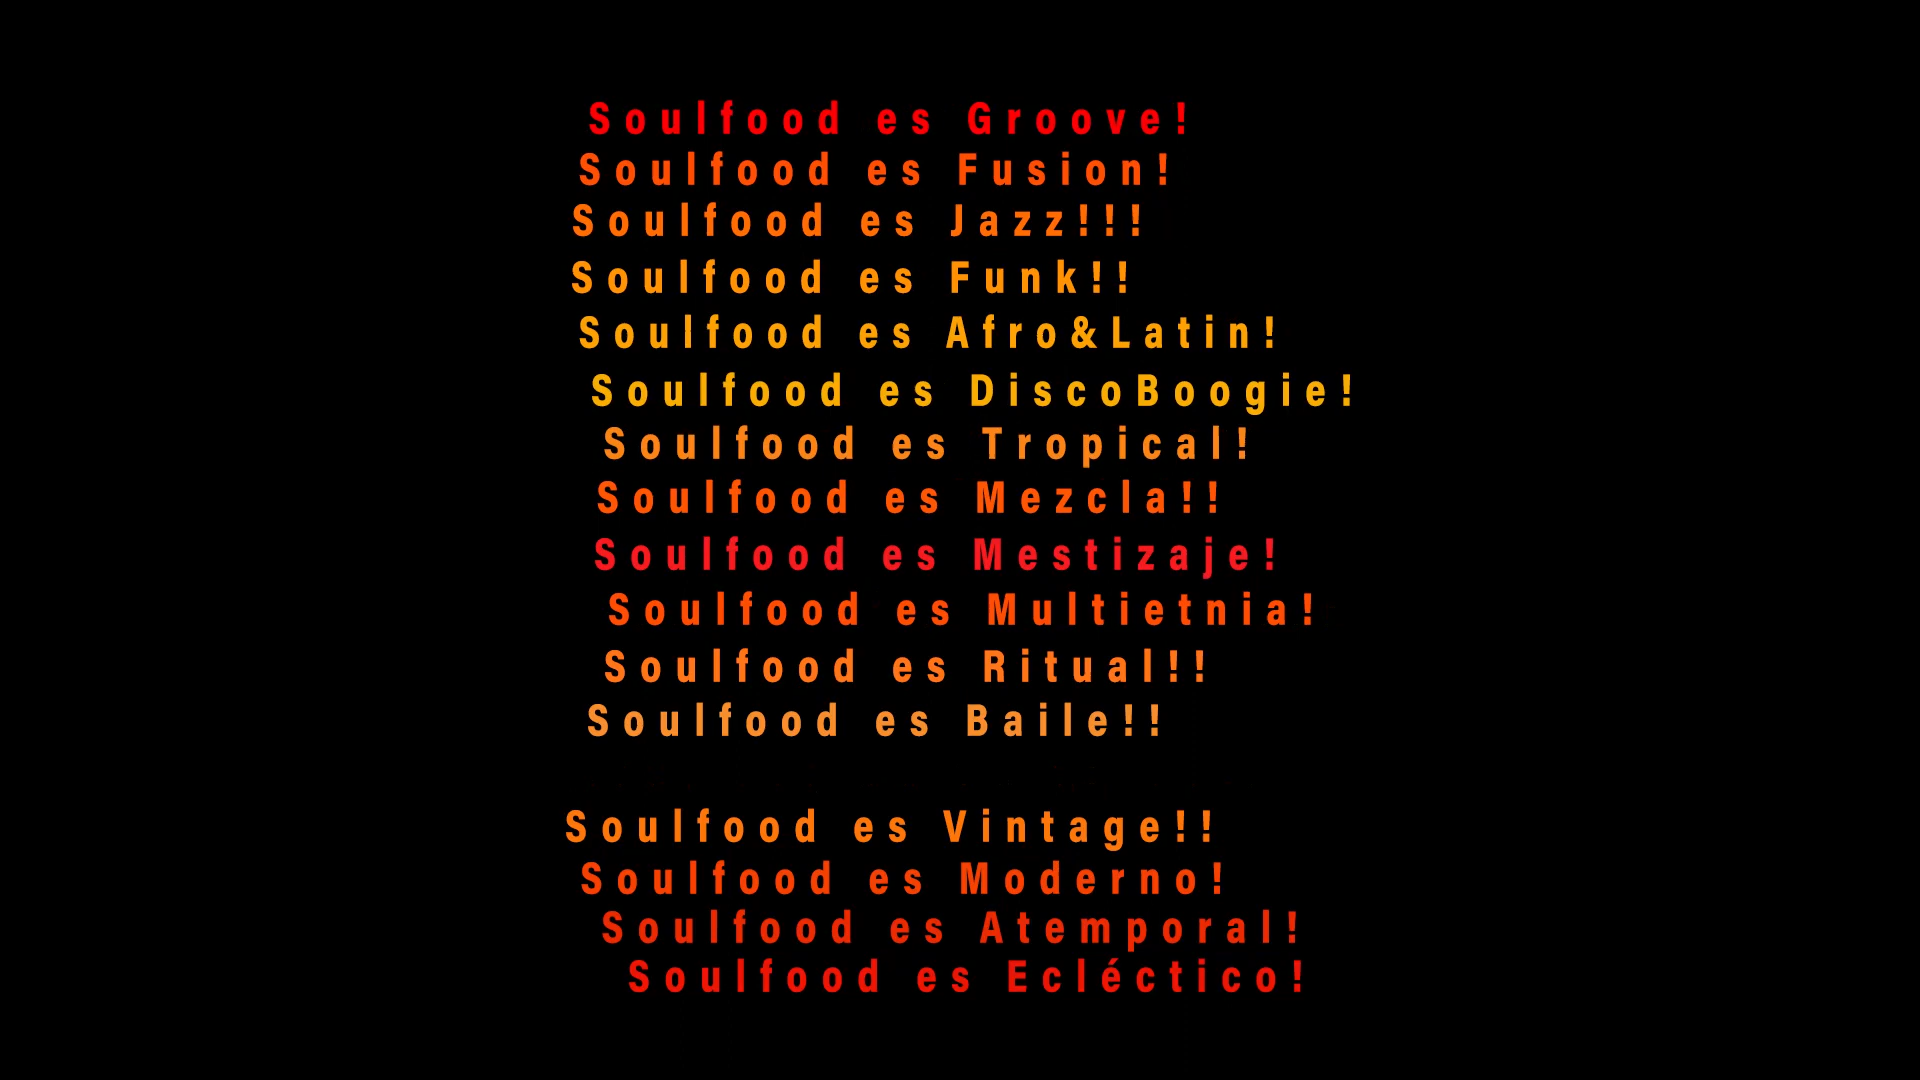 Soulfood es Groove!
Soulfood es Fusion!
Soulfood es Jazz!!!
Soulfood es Funk!!
Soulfood es Afro&Latin!
Soulfood es DiscoBoogie!
Soulfood es Tropical!
Soulfood es Mezcla!!
Soulfood es Mestizaje!
Soulfood es Multietnia!
Soulfood es Ritual!!
Soulfood es Baile!!
Soulfood es Vintage!!
Soulfood es Moderno!
Soulfood es Atemporal!
Soulfood es Ecléctico!